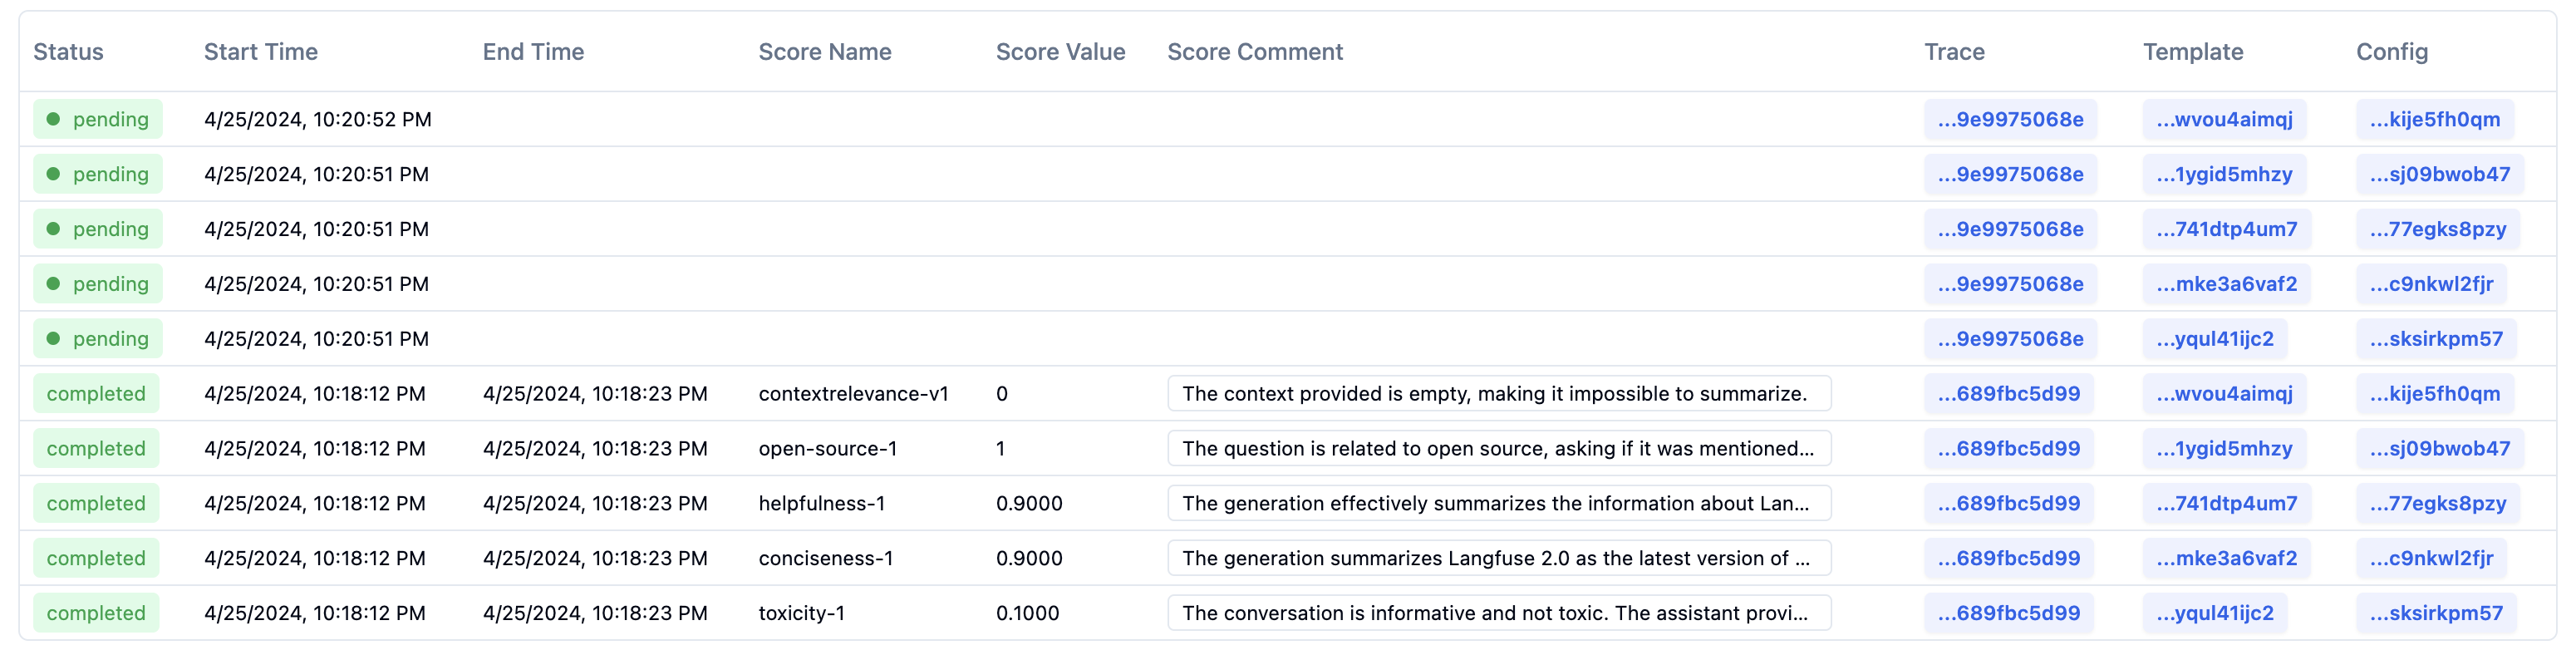 Status Start Time End Time Score Name Score Value Score Comment Trace Template Config
pending 4/25/2024, 10:20:52 PM ...9e9975068e ...wvou4aimqj ...kije5fh0qm
pending 4/25/2024, 10:20:51 PM ...9e9975068e ...1ygid5mhzy ...sj09bwob47
pending 4/25/2024, 10:20:51 PM ...9e9975068e ...741dtp4um7 ...77egks8pzy
pending 4/25/2024, 10:20:51 PM ...9e9975068e ...mke3a6vaf2 ...c9nkwl2fjr
pending 4/25/2024, 10:20:51 PM ...9e9975068e ...yqul41ijc2 ...sksirkpm57
completed 4/25/2024, 10:18:12 PM 4/25/2024, 10:18:23 PM contextrelevance-v1 0 The context provided is empty, making it impossible to summarize. ...689fbc5d99 ...wvou4aimqj ...kije5fh0qm
completed 4/25/2024, 10:18:12 PM 4/25/2024, 10:18:23 PM open-source-1 1 The question is related to open source, asking if it was mentioned... ...689fbc5d99 ...1ygid5mhzy ...sj09bwob47
completed 4/25/2024, 10:18:12 PM 4/25/2024, 10:18:23 PM helpfulness-1 0.9000 The generation effectively summarizes the information about Lan... ...689fbc5d99 ...741dtp4um7 ...77egks8pzy
completed 4/25/2024, 10:18:12 PM 4/25/2024, 10:18:23 PM conciseness-1 0.9000 The generation summarizes Langfuse 2.0 as the latest version of ... ...689fbc5d99 ...mke3a6vaf2 ...c9nkwl2fjr
completed 4/25/2024, 10:18:12 PM 4/25/2024, 10:18:23 PM toxicity-1 0.1000 The conversation is informative and not toxic. The assistant provi... ...689fbc5d99 ...yqul41ijc2 ...sksirkpm57